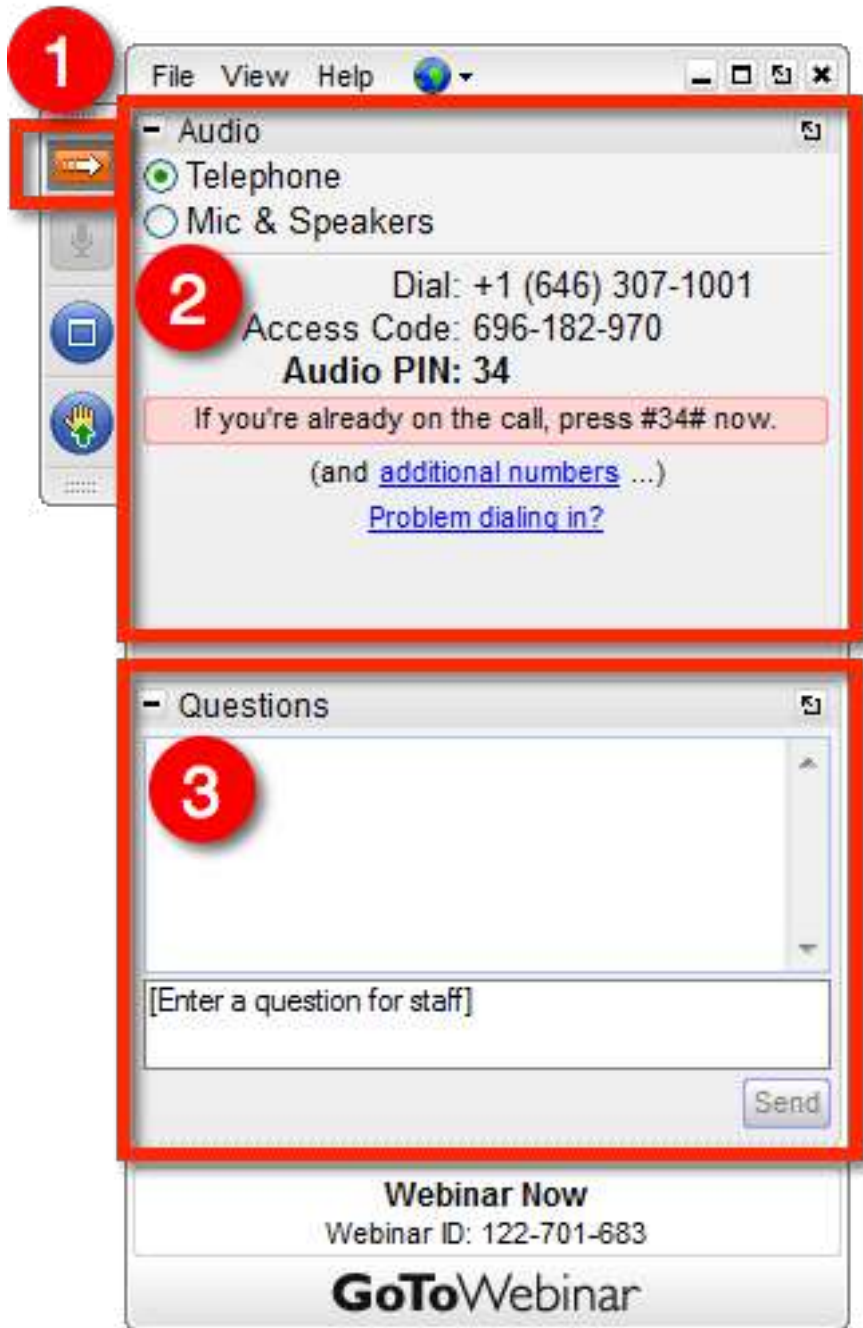 1
File View Help
- Audio
Telephone
Mic & Speakers
2
Dial: +1 (646) 307-1001
Access Code: 696-182-970
Audio PIN: 34
If you're already on the call, press #34# now.
(and additional numbers ...)
Problem dialing in?
- Questions
3
[Enter a question for staff]
Send
Webinar Now
Webinar ID: 122-701-683
GoToWebinar